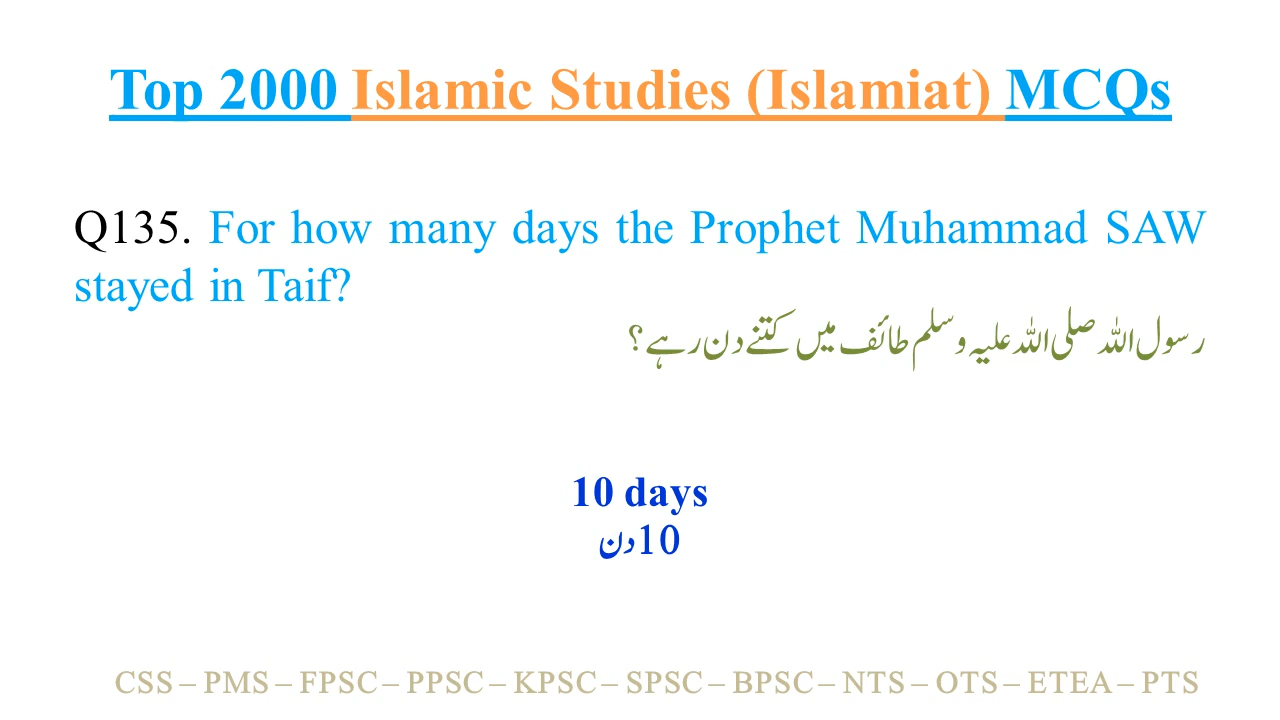 Top 2000 Islamic Studies (Islamiat) MCQs
Q135. For how many days the Prophet Muhammad SAW
stayed in Taif?
رسول اللہ صلی اللہ علیہ وسلم طائف میں کتنے دن رہے؟
10 days
10دن
CSS – PMS – FPSC – PPSC – KPSC – SPSC – BPSC – NTS – OTS – ETEA – PTS